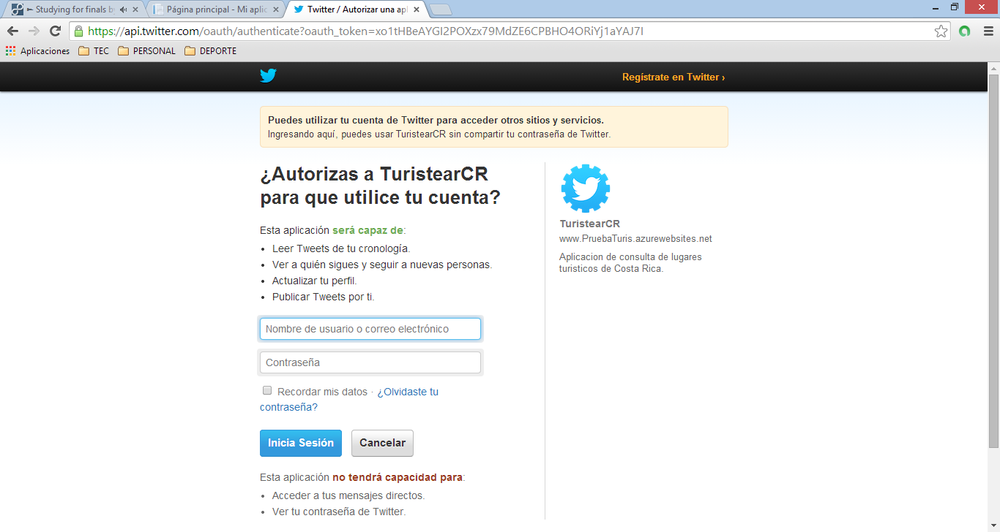 Studying for finals by
Página principal - Mi aplic
Twitter / Autorizar una apl
https://api.twitter.com/oauth/authenticate?oauth_token=xo1tHBeAYGI2POXzx79MdZE6CPBHO4ORiYj1aYAJ7I
Aplicaciones TEC PERSONAL DEPORTE
Regístrate en Twitter ›
Puedes utilizar tu cuenta de Twitter para acceder otros sitios y servicios.
Ingresando aquí, puedes usar TuristearCR sin compartir tu contraseña de Twitter.
¿Autorizas a TuristearCR
para que utilice tu cuenta?
Esta aplicación será capaz de:
• Leer Tweets de tu cronología.
• Ver a quién sigues y seguir a nuevas personas.
• Actualizar tu perfil.
• Publicar Tweets por ti.
Nombre de usuario o correo electrónico
Contraseña
Recordar mis datos · ¿Olvidaste tu
contraseña?
Inicia Sesión Cancelar
Esta aplicación no tendrá capacidad para:
• Acceder a tus mensajes directos.
• Ver tu contraseña de Twitter.
TuristearCR
www.PruebaTuris.azurewebsites.net
Aplicacion de consulta de lugares
turisticos de Costa Rica.